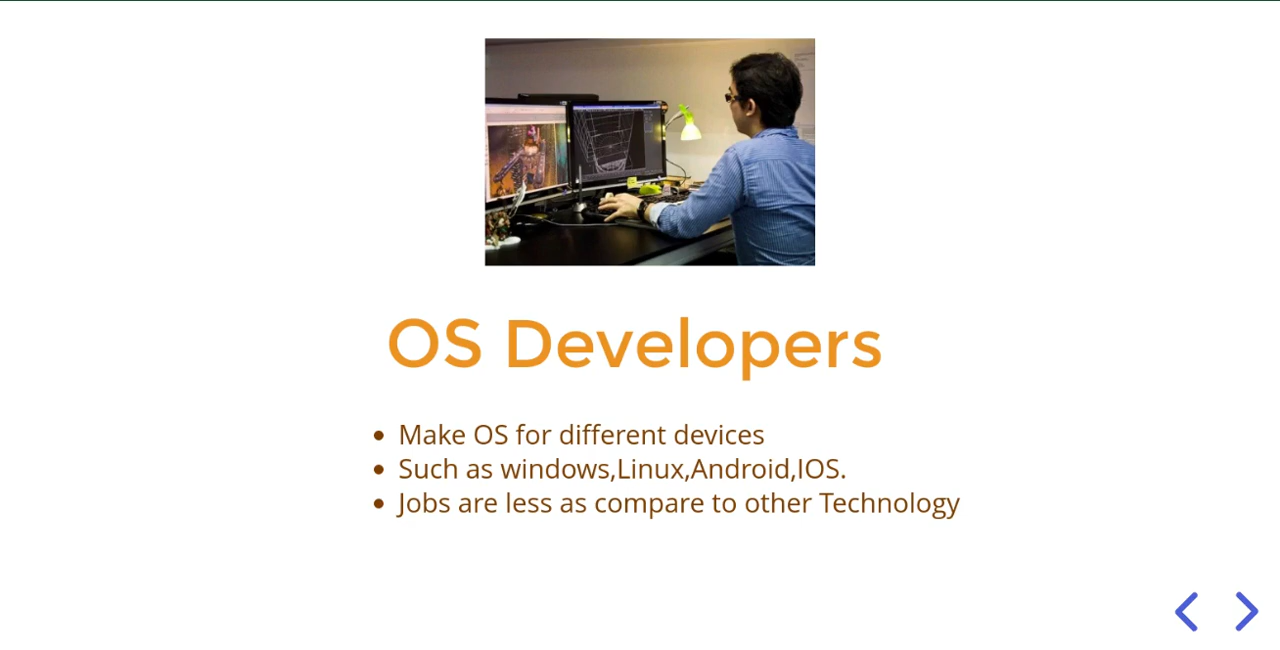 OS Developers
• Make OS for different devices
• Such as windows,Linux,Android,IOS.
• Jobs are less as compare to other Technology